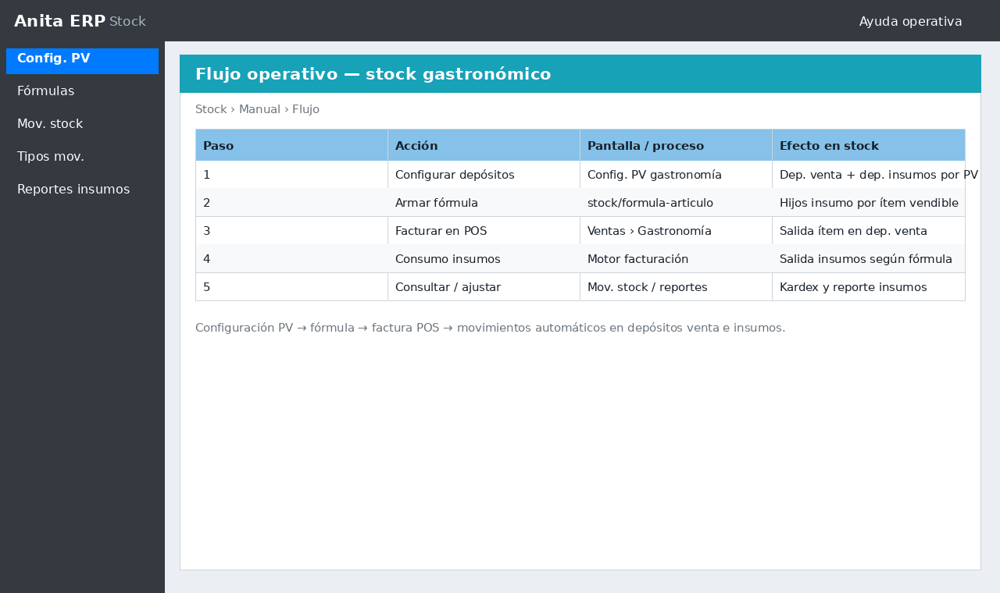 Anita ERP Stock
Ayuda operativa
Config. PV
Fórmulas
Mov. stock
Tipos mov.
Reportes insumos
Flujo operativo — stock gastronómico
Stock › Manual › Flujo
Paso Acción Pantalla / proceso Efecto en stock
1 Configurar depósitos Config. PV gastronomía Dep. venta + dep. insumos por PV
2 Armar fórmula stock/formula-articulo Hijos insumo por ítem vendible
3 Facturar en POS Ventas › Gastronomía Salida ítem en dep. venta
4 Consumo insumos Motor facturación Salida insumos según fórmula
5 Consultar / ajustar Mov. stock / reportes Kardex y reporte insumos
Configuración PV → fórmula → factura POS → movimientos automáticos en depósitos venta e insumos.